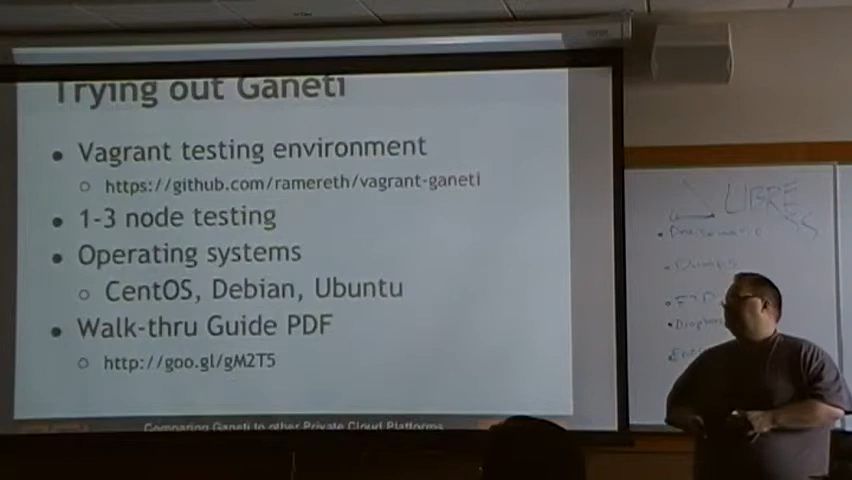 Trying out Ganeti
● Vagrant testing environment
○ https://github.com/ramereth/vagrant-ganeti
● 1-3 node testing
● Operating systems
○ CentOS, Debian, Ubuntu
● Walk-thru Guide PDF
○ http://goo.gl/gM2T5
Comparing Ganeti to other Private Cloud Platforms
LIBRE